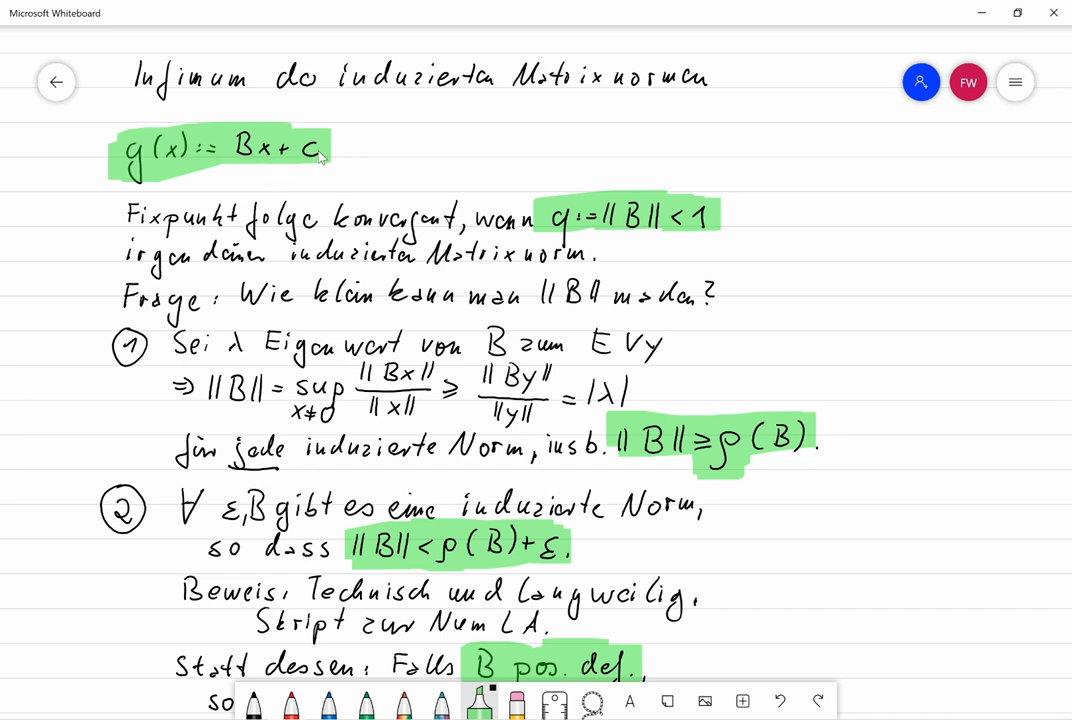 Microsoft Whiteboard
Infimum der induzierten Matrixnormen
FW
g(x) := Bx + c
Fixpunktfolge konvergent, wenn q := ||B|| < 1
irgendeiner induzierten Matrixnorm.
Frage: Wie klein kann man ||B|| machen?
① Sei λ Eigenwert von B zum EV y
⇒ ||B|| = sup_{x≠0} ||Bx|| / ||x|| ≥ ||By|| / ||y|| = |λ|
für jede induzierte Norm, insb. ||B|| ≥ ρ(B).
② ∀ ε, B gibt es eine induzierte Norm,
so dass ||B|| < ρ(B) + ε.
Beweis: Technisch und langweilig.
Skript zur Num LA.
Statt dessen: Falls B pos. def.,
so
A